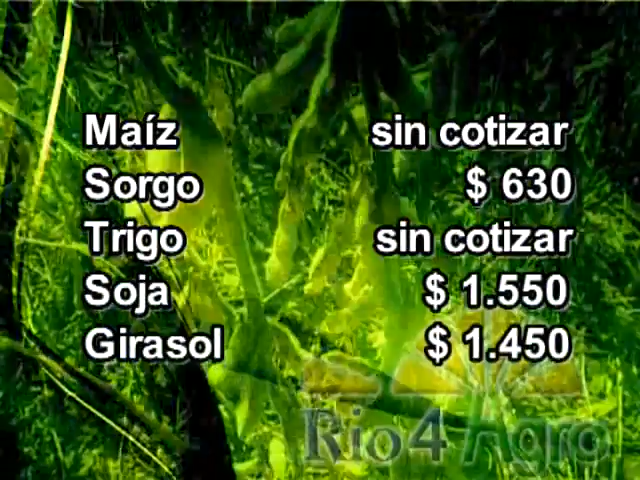 Maíz sin cotizar
Sorgo $ 630
Trigo sin cotizar
Soja $ 1.550
Girasol $ 1.450
Rio4 Agro